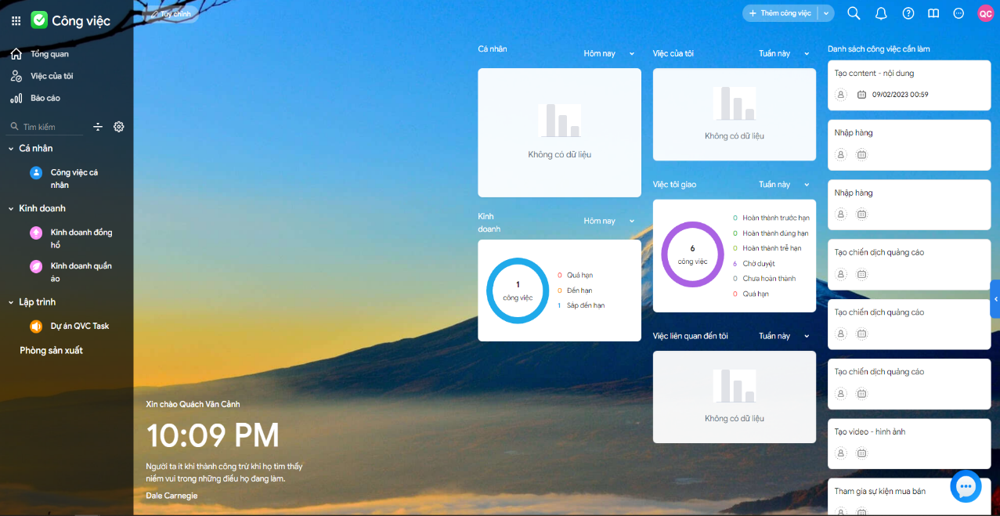 Công việc
Tùy chỉnh
Thêm công việc
QC
Tổng quan
Việc của tôi
Báo cáo
Tìm kiếm
Cá nhân
Công việc cá
nhân
Kinh doanh
Kinh doanh đồng
hồ
Kinh doanh quần
áo
Lập trình
Dự án QVC Task
Phòng sản xuất
Xin chào Quách Văn Cảnh
10:09 PM
Người ta ít khi thành công trừ khi họ tìm thấy
niềm vui trong những điều họ đang làm.
Dale Carnegie
Cá nhân
Hôm nay
Không có dữ liệu
Kinh
doanh
Hôm nay
1
công việc
0 Quá hạn
0 Đến hạn
1 Sắp đến hạn
Việc của tôi
Tuần này
Không có dữ liệu
Việc tôi giao
Tuần này
6
công việc
0 Hoàn thành trước hạn
0 Hoàn thành đúng hạn
0 Hoàn thành trễ hạn
6 Chờ duyệt
0 Chưa hoàn thành
0 Quá hạn
Việc liên quan đến tôi
Tuần này
Không có dữ liệu
Danh sách công việc cần làm
Tạo content - nội dung
09/02/2023 00:59
Nhập hàng
Nhập hàng
Tạo chiến dịch quảng cáo
Tạo chiến dịch quảng cáo
Tạo chiến dịch quảng cáo
Tạo video - hình ảnh
Tham gia sự kiện mua bán